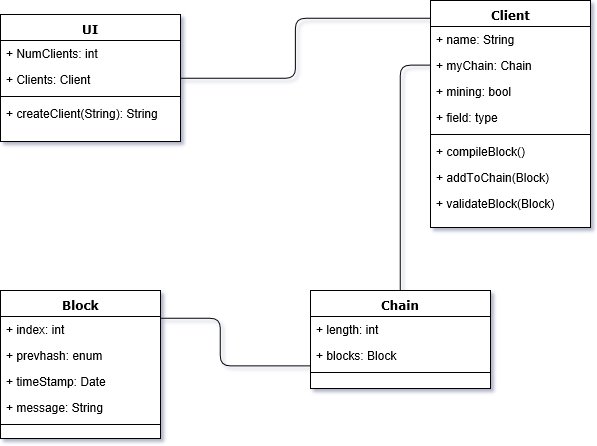 UI
+ NumClients: int
+ Clients: Client
+ createClient(String): String
Client
+ name: String
+ myChain: Chain
+ mining: bool
+ field: type
+ compileBlock()
+ addToChain(Block)
+ validateBlock(Block)
Block
+ index: int
+ prevhash: enum
+ timeStamp: Date
+ message: String
Chain
+ length: int
+ blocks: Block